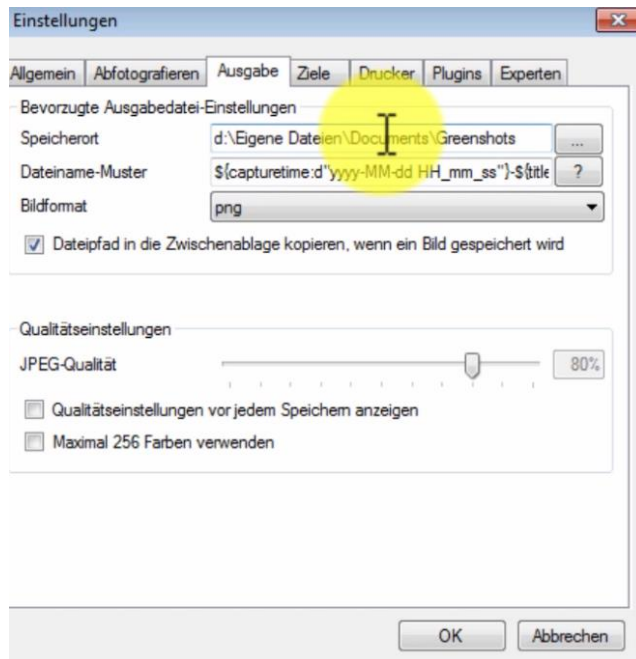 Einstellungen
Allgemein Abfotografieren Ausgabe Ziele Drucker Plugins Experten
Bevorzugte Ausgabedatei-Einstellungen
Speicherort d:\Eigene Dateien\Documents\Greenshots ...
Dateiname-Muster ${capturetime:d"yyyy-MM-dd HH_mm_ss"}-${title ?
Bildformat png
Dateipfad in die Zwischenablage kopieren, wenn ein Bild gespeichert wird
Qualitätseinstellungen
JPEG-Qualität 80%
Qualitätseinstellungen vor jedem Speichern anzeigen
Maximal 256 Farben verwenden
OK Abbrechen